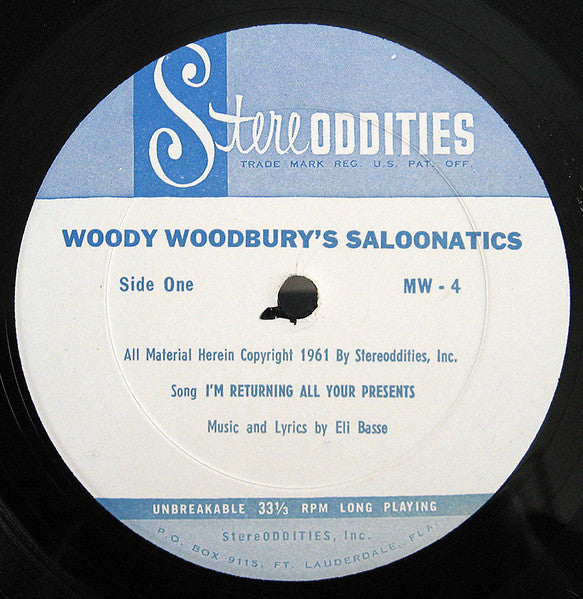 StereODDITIES
TRADE MARK REG. U.S. PAT. OFF.
WOODY WOODBURY'S SALOONATICS
Side One
MW - 4
All Material Herein Copyright 1961 By Stereoddities, Inc.
Song I'M RETURNING ALL YOUR PRESENTS
Music and Lyrics by Eli Basse
UNBREAKABLE 33⅓ RPM LONG PLAYING
StereODDITIES, Inc.
P.O. BOX 9115, FT. LAUDERDALE, FLA.